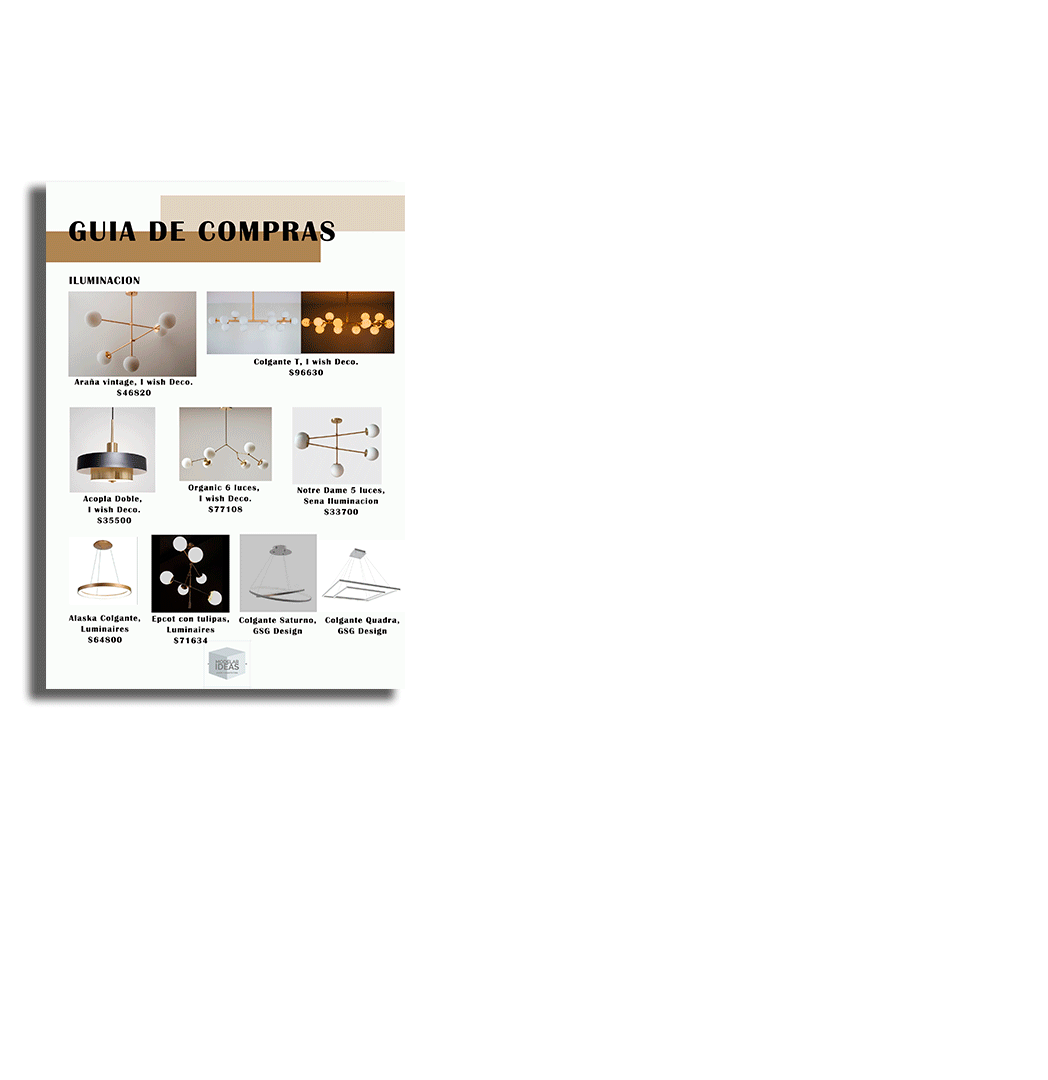 GUIA DE COMPRAS
ILUMINACION
Araña vintage, I wish Deco.
$46820
Colgante T, I wish Deco.
$96630
Acopla Doble,
I wish Deco.
$35500
Organic 6 luces,
I wish Deco.
$77108
Notre Dame 5 luces,
Sena Iluminacion
$33700
Alaska Colgante,
Luminaires
$64800
Epcot con tulipas,
Luminaires
$71634
Colgante Saturno,
GSG Design
Colgante Quadra,
GSG Design
MODELAR
IDEAS